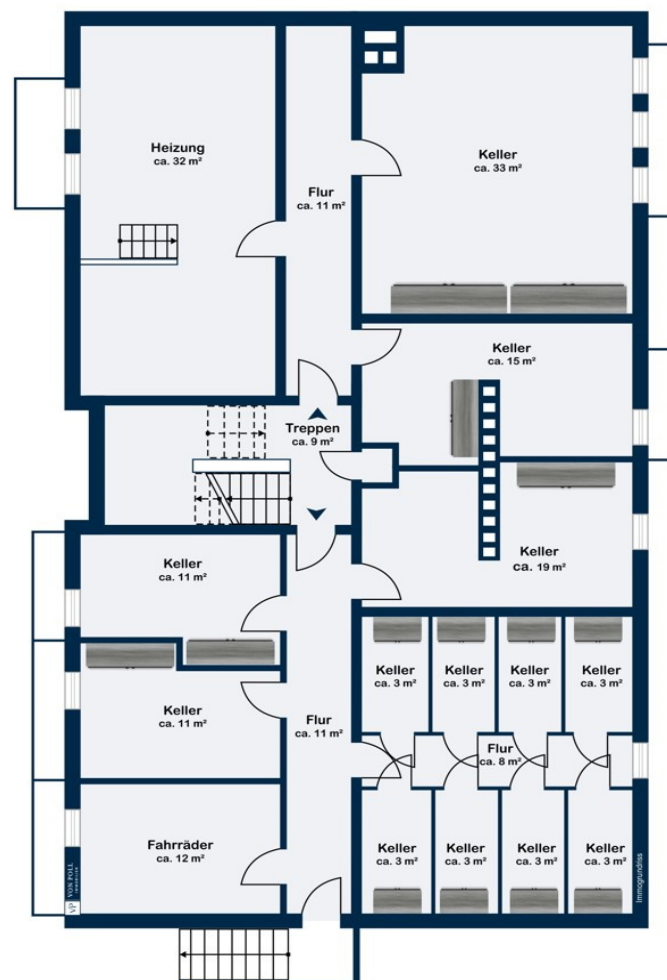 Heizung
ca. 32 m²
Flur
ca. 11 m²
Keller
ca. 33 m²
Keller
ca. 15 m²
Treppen
ca. 9 m²
Keller
ca. 19 m²
Keller
ca. 11 m²
Keller
ca. 11 m²
Flur
ca. 11 m²
Keller
ca. 3 m²
Keller
ca. 3 m²
Keller
ca. 3 m²
Keller
ca. 3 m²
Flur
ca. 8 m²
Fahrräder
ca. 12 m²
Keller
ca. 3 m²
Keller
ca. 3 m²
Keller
ca. 3 m²
Keller
ca. 3 m²
VP
VON POLL
IMMOBILIEN
Immogrundriss